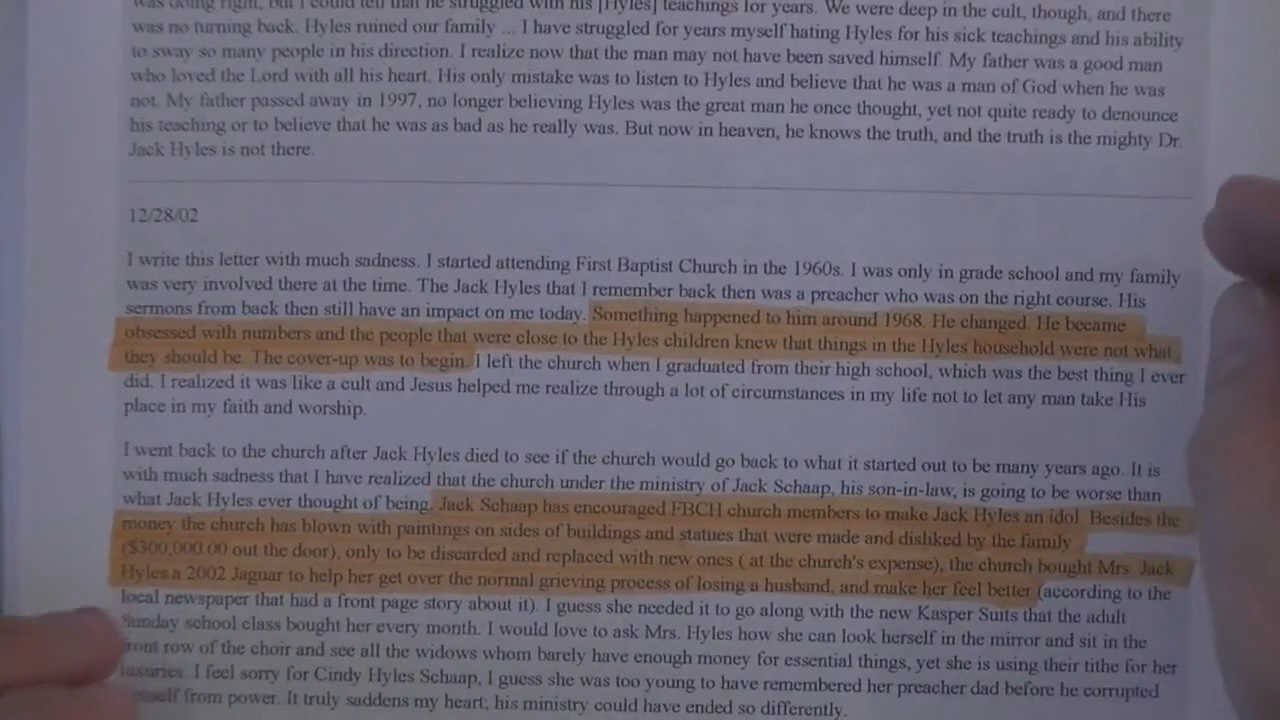 was doing right, but I could tell that he struggled with his [Hyles] teachings for years. We were deep in the cult, though, and there
was no turning back. Hyles ruined our family ... I have struggled for years myself hating Hyles for his sick teachings and his ability
to sway so many people in his direction. I realize now that the man may not have been saved himself. My father was a good man
who loved the Lord with all his heart. His only mistake was to listen to Hyles and believe that he was a man of God when he was
not. My father passed away in 1997, no longer believing Hyles was the great man he once thought, yet not quite ready to denounce
his teaching or to believe that he was as bad as he really was. But now in heaven, he knows the truth, and the truth is the mighty Dr.
Jack Hyles is not there.
12/28/02
I write this letter with much sadness. I started attending First Baptist Church in the 1960s. I was only in grade school and my family
was very involved there at the time. The Jack Hyles that I remember back then was a preacher who was on the right course. His
sermons from back then still have an impact on me today. Something happened to him around 1968. He changed. He became
obsessed with numbers and the people that were close to the Hyles children knew that things in the Hyles household were not what
they should be. The cover-up was to begin. I left the church when I graduated from their high school, which was the best thing I ever
did. I realized it was like a cult and Jesus helped me realize through a lot of circumstances in my life not to let any man take His
place in my faith and worship.
I went back to the church after Jack Hyles died to see if the church would go back to what it started out to be many years ago. It is
with much sadness that I have realized that the church under the ministry of Jack Schaap, his son-in-law, is going to be worse than
what Jack Hyles ever thought of being. Jack Schaap has encouraged FBCH church members to make Jack Hyles an idol. Besides the
money the church has blown with paintings on sides of buildings and statues that were made and disliked by the family
($300,000.00 out the door), only to be discarded and replaced with new ones ( at the church's expense), the church bought Mrs. Jack
Hyles a 2002 Jaguar to help her get over the normal grieving process of losing a husband, and make her feel better (according to the
local newspaper that had a front page story about it). I guess she needed it to go along with the new Kasper Suits that the adult
Sunday school class bought her every month. I would love to ask Mrs. Hyles how she can look herself in the mirror and sit in the
front row of the choir and see all the widows whom barely have enough money for essential things, yet she is using their tithe for her
luxuries. I feel sorry for Cindy Hyles Schaap, I guess she was too young to have remembered her preacher dad before he corrupted
himself from power. It truly saddens my heart; his ministry could have ended so differently.